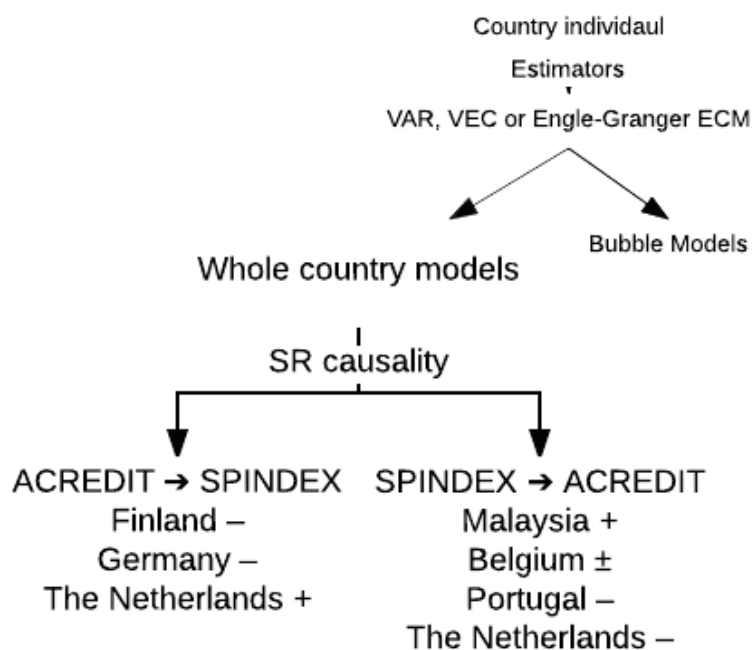 Country individaul
Estimators
VAR, VEC or Engle-Granger ECM
Bubble Models
Whole country models
SR causality
ACREDIT ➔ SPINDEX
Finland –
Germany –
The Netherlands +
SPINDEX ➔ ACREDIT
Malaysia +
Belgium ±
Portugal –
The Netherlands –